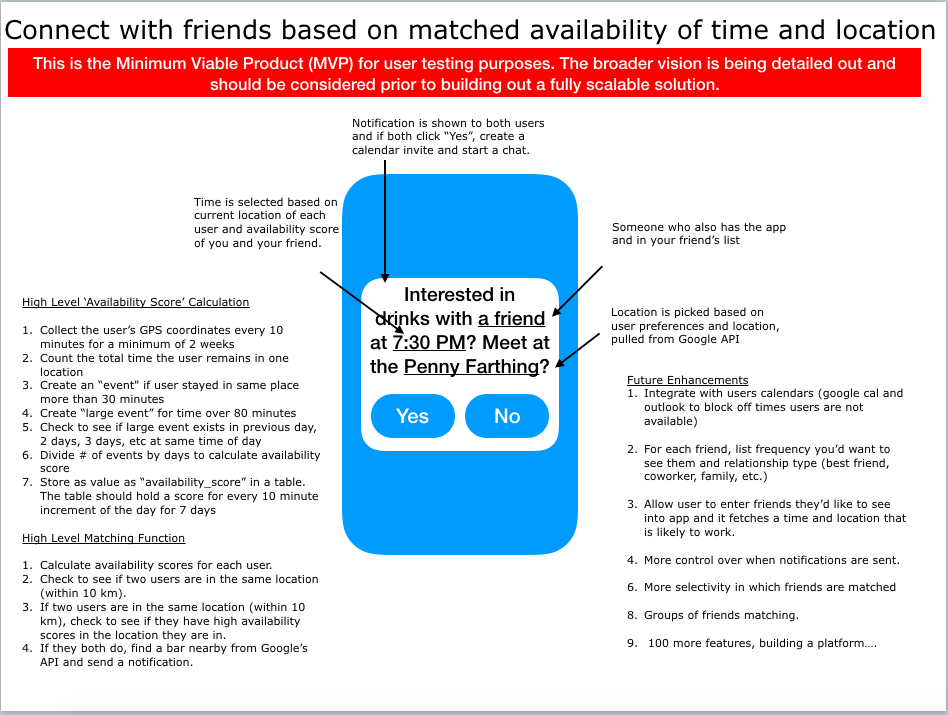 Connect with friends based on matched availability of time and location
This is the Minimum Viable Product (MVP) for user testing purposes. The broader vision is being detailed out and
should be considered prior to building out a fully scalable solution.
Notification is shown to both users
and if both click “Yes”, create a
calendar invite and start a chat.
Time is selected based on
current location of each
user and availability score
of you and your friend.
Someone who also has the app
and in your friend’s list
Location is picked based on
user preferences and location,
pulled from Google API
Interested in
drinks with a friend
at 7:30 PM? Meet at
the Penny Farthing?
Yes
No
High Level ‘Availability Score’ Calculation
1. Collect the user’s GPS coordinates every 10
minutes for a minimum of 2 weeks
2. Count the total time the user remains in one
location
3. Create an “event" if user stayed in same place
more than 30 minutes
4. Create “large event” for time over 80 minutes
5. Check to see if large event exists in previous day,
2 days, 3 days, etc at same time of day
6. Divide # of events by days to calculate availability
score
7. Store as value as “availability_score” in a table.
The table should hold a score for every 10 minute
increment of the day for 7 days
High Level Matching Function
1. Calculate availability scores for each user.
2. Check to see if two users are in the same location
(within 10 km).
3. If two users are in the same location (within 10
km), check to see if they have high availability
scores in the location they are in.
4. If they both do, find a bar nearby from Google’s
API and send a notification.
Future Enhancements
1. Integrate with users calendars (google cal and
outlook to block off times users are not
available)
2. For each friend, list frequency you’d want to
see them and relationship type (best friend,
coworker, family, etc.)
3. Allow user to enter friends they’d like to see
into app and it fetches a time and location that
is likely to work.
4. More control over when notifications are sent.
6. More selectivity in which friends are matched
8. Groups of friends matching.
9. 100 more features, building a platform….